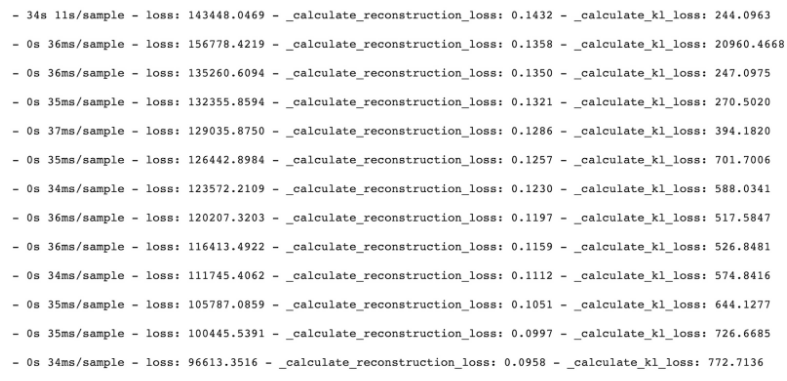 - 34s 11s/sample - loss: 143448.0469 - _calculate_reconstruction_loss: 0.1432 - _calculate_kl_loss: 244.0963
- 0s 36ms/sample - loss: 156778.4219 - _calculate_reconstruction_loss: 0.1358 - _calculate_kl_loss: 20960.4668
- 0s 36ms/sample - loss: 135260.6094 - _calculate_reconstruction_loss: 0.1350 - _calculate_kl_loss: 247.0975
- 0s 35ms/sample - loss: 132355.8594 - _calculate_reconstruction_loss: 0.1321 - _calculate_kl_loss: 270.5020
- 0s 37ms/sample - loss: 129035.8750 - _calculate_reconstruction_loss: 0.1286 - _calculate_kl_loss: 394.1820
- 0s 35ms/sample - loss: 126442.8984 - _calculate_reconstruction_loss: 0.1257 - _calculate_kl_loss: 701.7006
- 0s 34ms/sample - loss: 123572.2109 - _calculate_reconstruction_loss: 0.1230 - _calculate_kl_loss: 588.0341
- 0s 36ms/sample - loss: 120207.3203 - _calculate_reconstruction_loss: 0.1197 - _calculate_kl_loss: 517.5847
- 0s 36ms/sample - loss: 116413.4922 - _calculate_reconstruction_loss: 0.1159 - _calculate_kl_loss: 526.8481
- 0s 34ms/sample - loss: 111745.4062 - _calculate_reconstruction_loss: 0.1112 - _calculate_kl_loss: 574.8416
- 0s 35ms/sample - loss: 105787.0859 - _calculate_reconstruction_loss: 0.1051 - _calculate_kl_loss: 644.1277
- 0s 35ms/sample - loss: 100445.5391 - _calculate_reconstruction_loss: 0.0997 - _calculate_kl_loss: 726.6685
- 0s 34ms/sample - loss: 96613.3516 - _calculate_reconstruction_loss: 0.0958 - _calculate_kl_loss: 772.7136